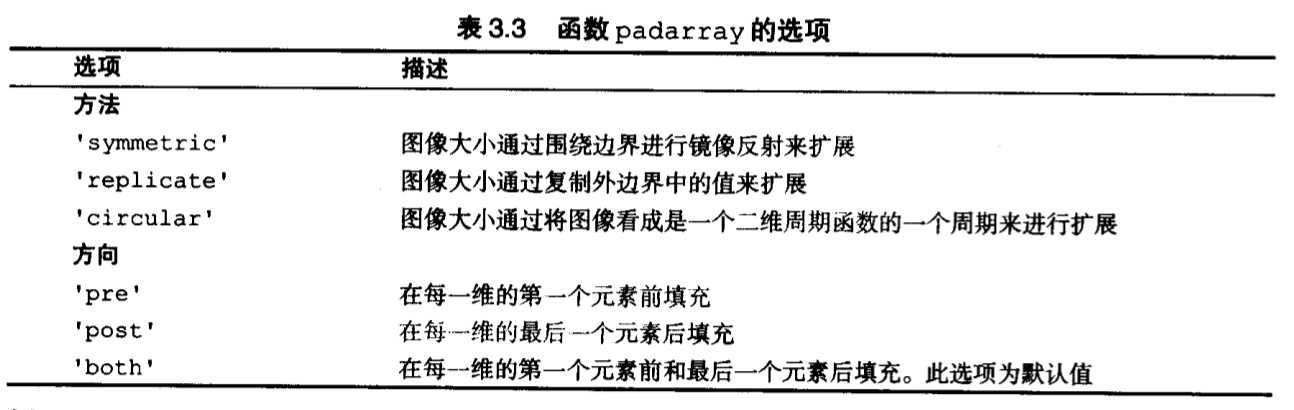 表 3.3 函数 padarray 的选项
选项 描述
方法
'symmetric' 图像大小通过围绕边界进行镜像反射来扩展
'replicate' 图像大小通过复制外边界中的值来扩展
'circular' 图像大小通过将图像看成是一个二维周期函数的一个周期来进行扩展
方向
'pre' 在每一维的第一个元素前填充
'post' 在每一维的最后一个元素后填充
'both' 在每一维的第一个元素前和最后一个元素后填充。此选项为默认值